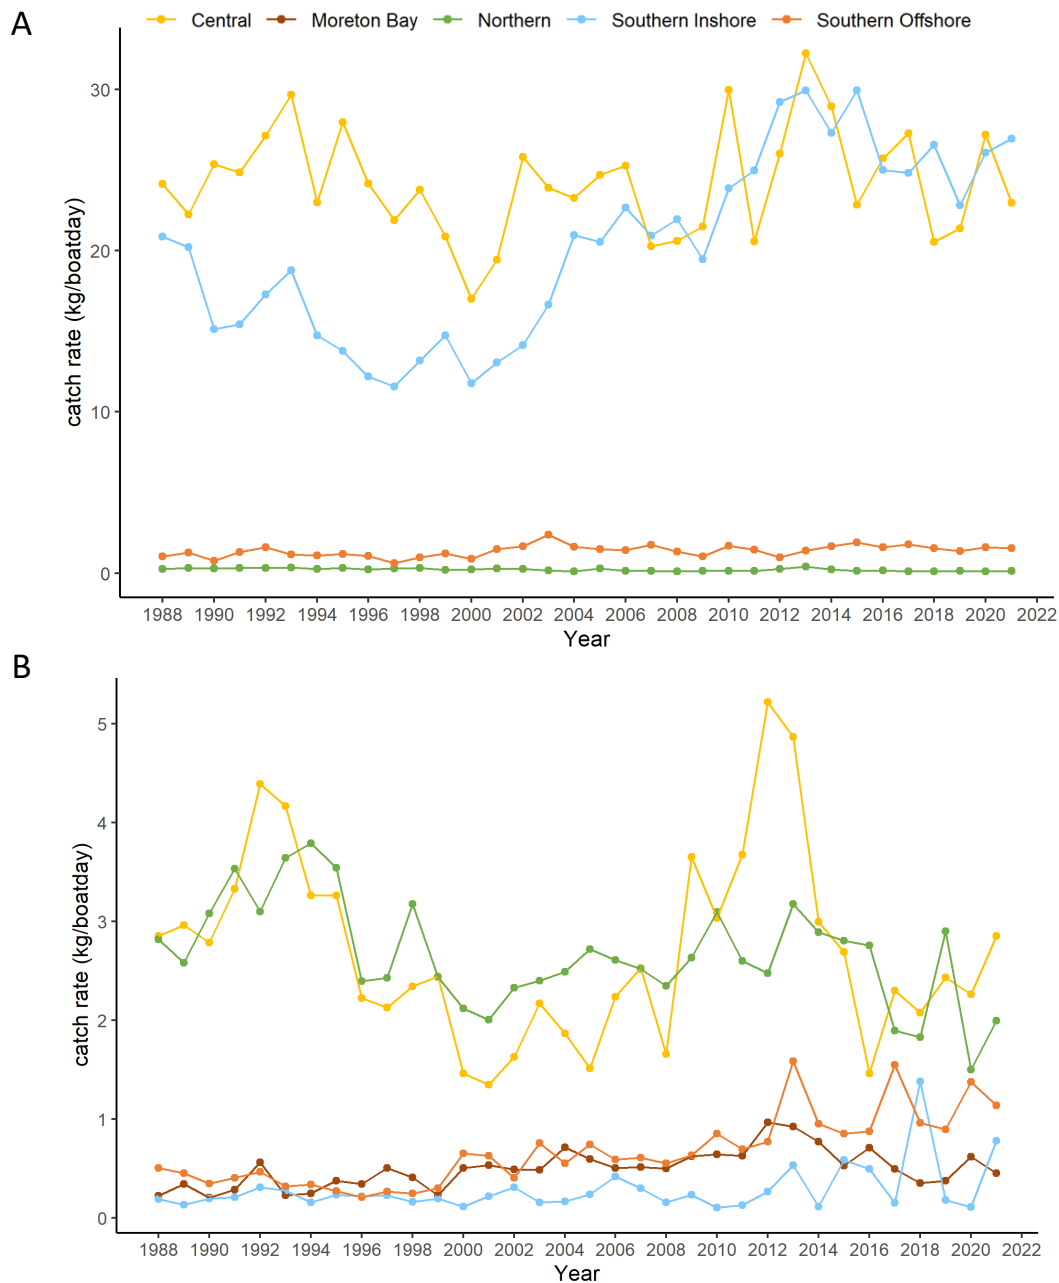 A
Central Moreton Bay Northern Southern Inshore Southern Offshore
30
20
10
0
catch rate (kg/boatday)
1988 1990 1992 1994 1996 1998 2000 2002 2004 2006 2008 2010 2012 2014 2016 2018 2020 2022
Year
B
5
4
3
2
1
0
catch rate (kg/boatday)
1988 1990 1992 1994 1996 1998 2000 2002 2004 2006 2008 2010 2012 2014 2016 2018 2020 2022
Year